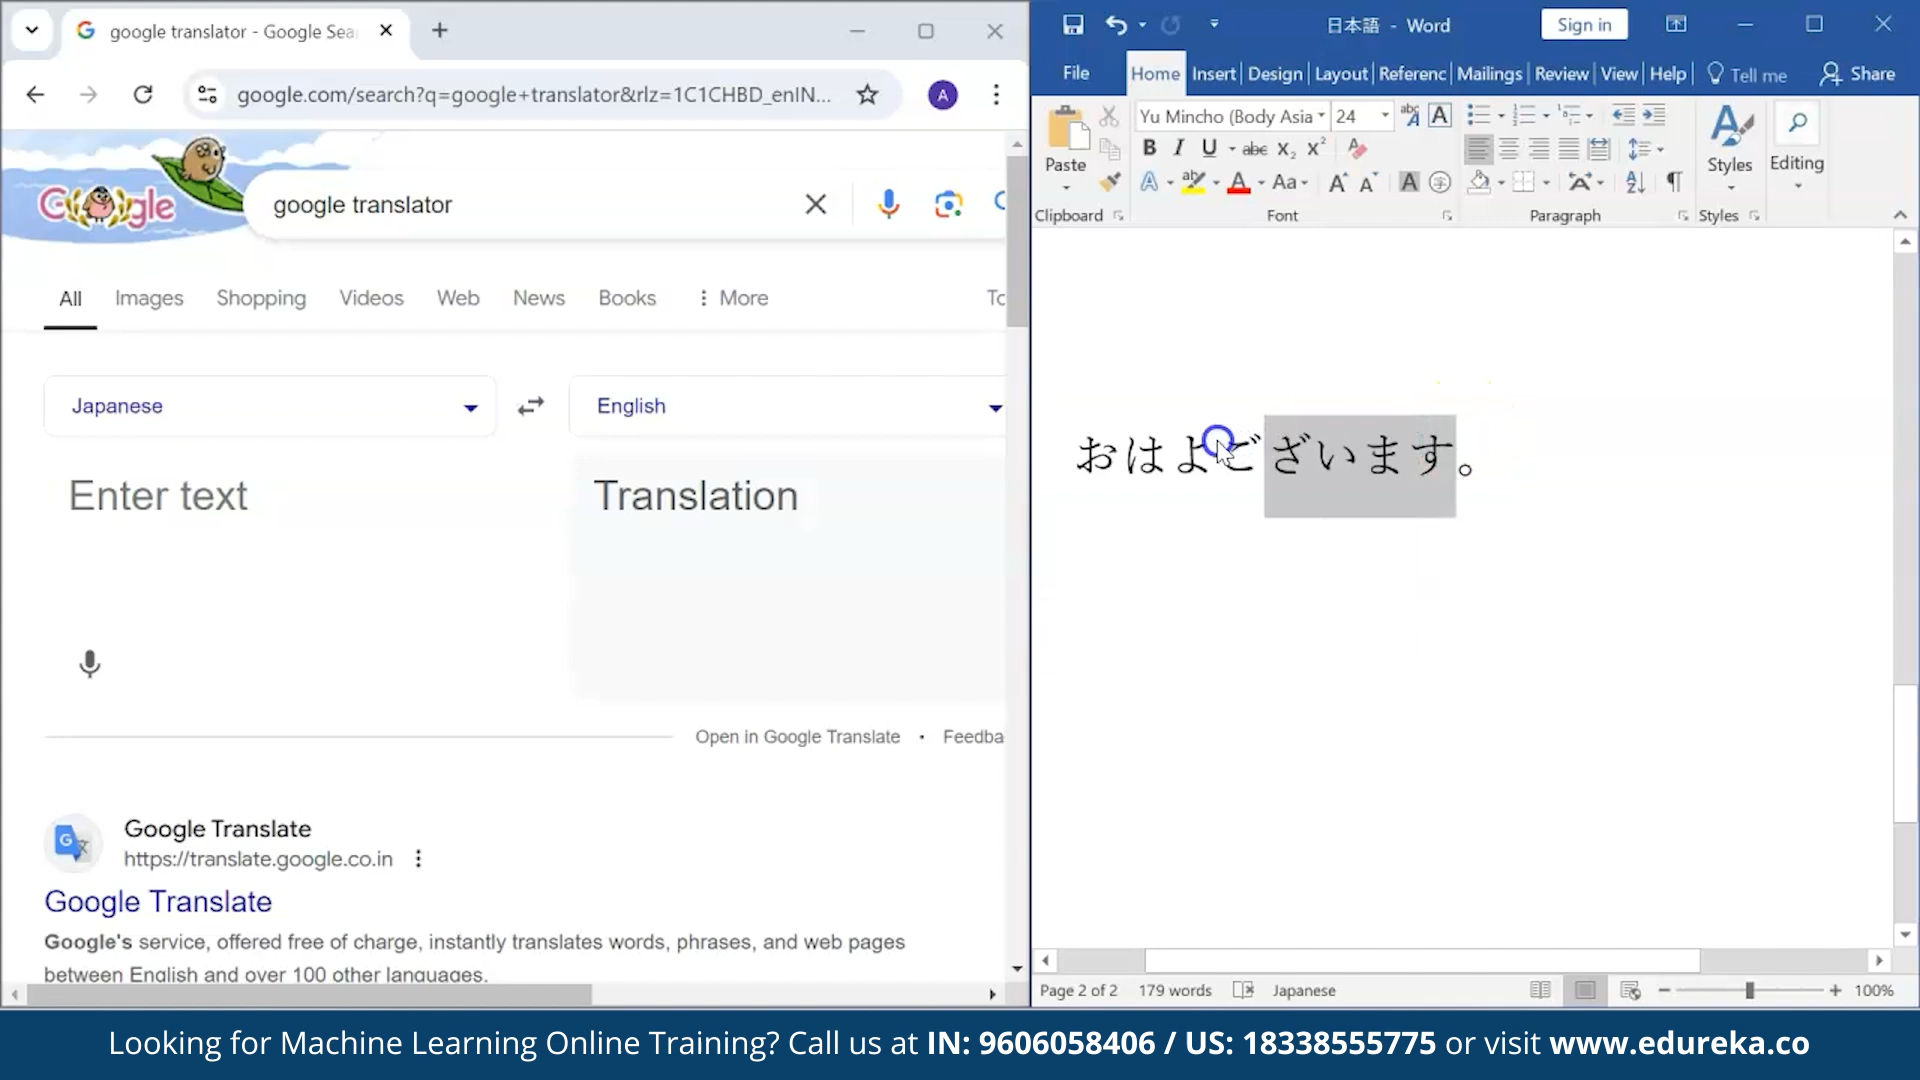 google translator - Google Sea
google.com/search?q=google+translator&rlz=1C1CHBD_enIN...
A
Google
google translator
All Images Shopping Videos Web News Books More
Japanese
English
Enter text
Translation
Open in Google Translate • Feedba
Google Translate
https://translate.google.co.in
Google Translate
Google's service, offered free of charge, instantly translates words, phrases, and web pages
between English and over 100 other languages.
日本語 - Word
Sign in
File Home Insert Design Layout Referenc Mailings Review View Help Tell me Share
Paste
Yu Mincho (Body Asia 24
Styles
Editing
Clipboard Font Paragraph Styles
おはよございます。
Page 2 of 2 179 words Japanese 100%
Looking for Machine Learning Online Training? Call us at IN: 9606058406 / US: 18338555775 or visit www.edureka.co